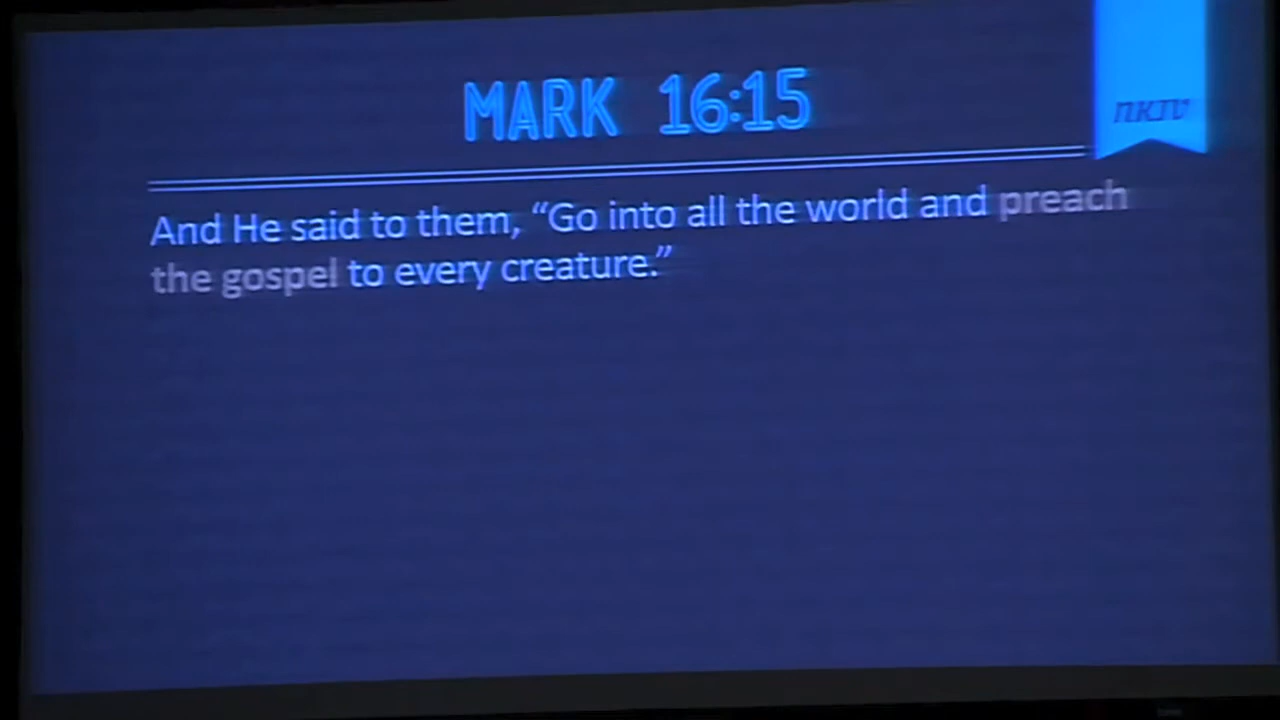 MARK 16:15
NKJV
And He said to them, “Go into all the world and preach
the gospel to every creature.”